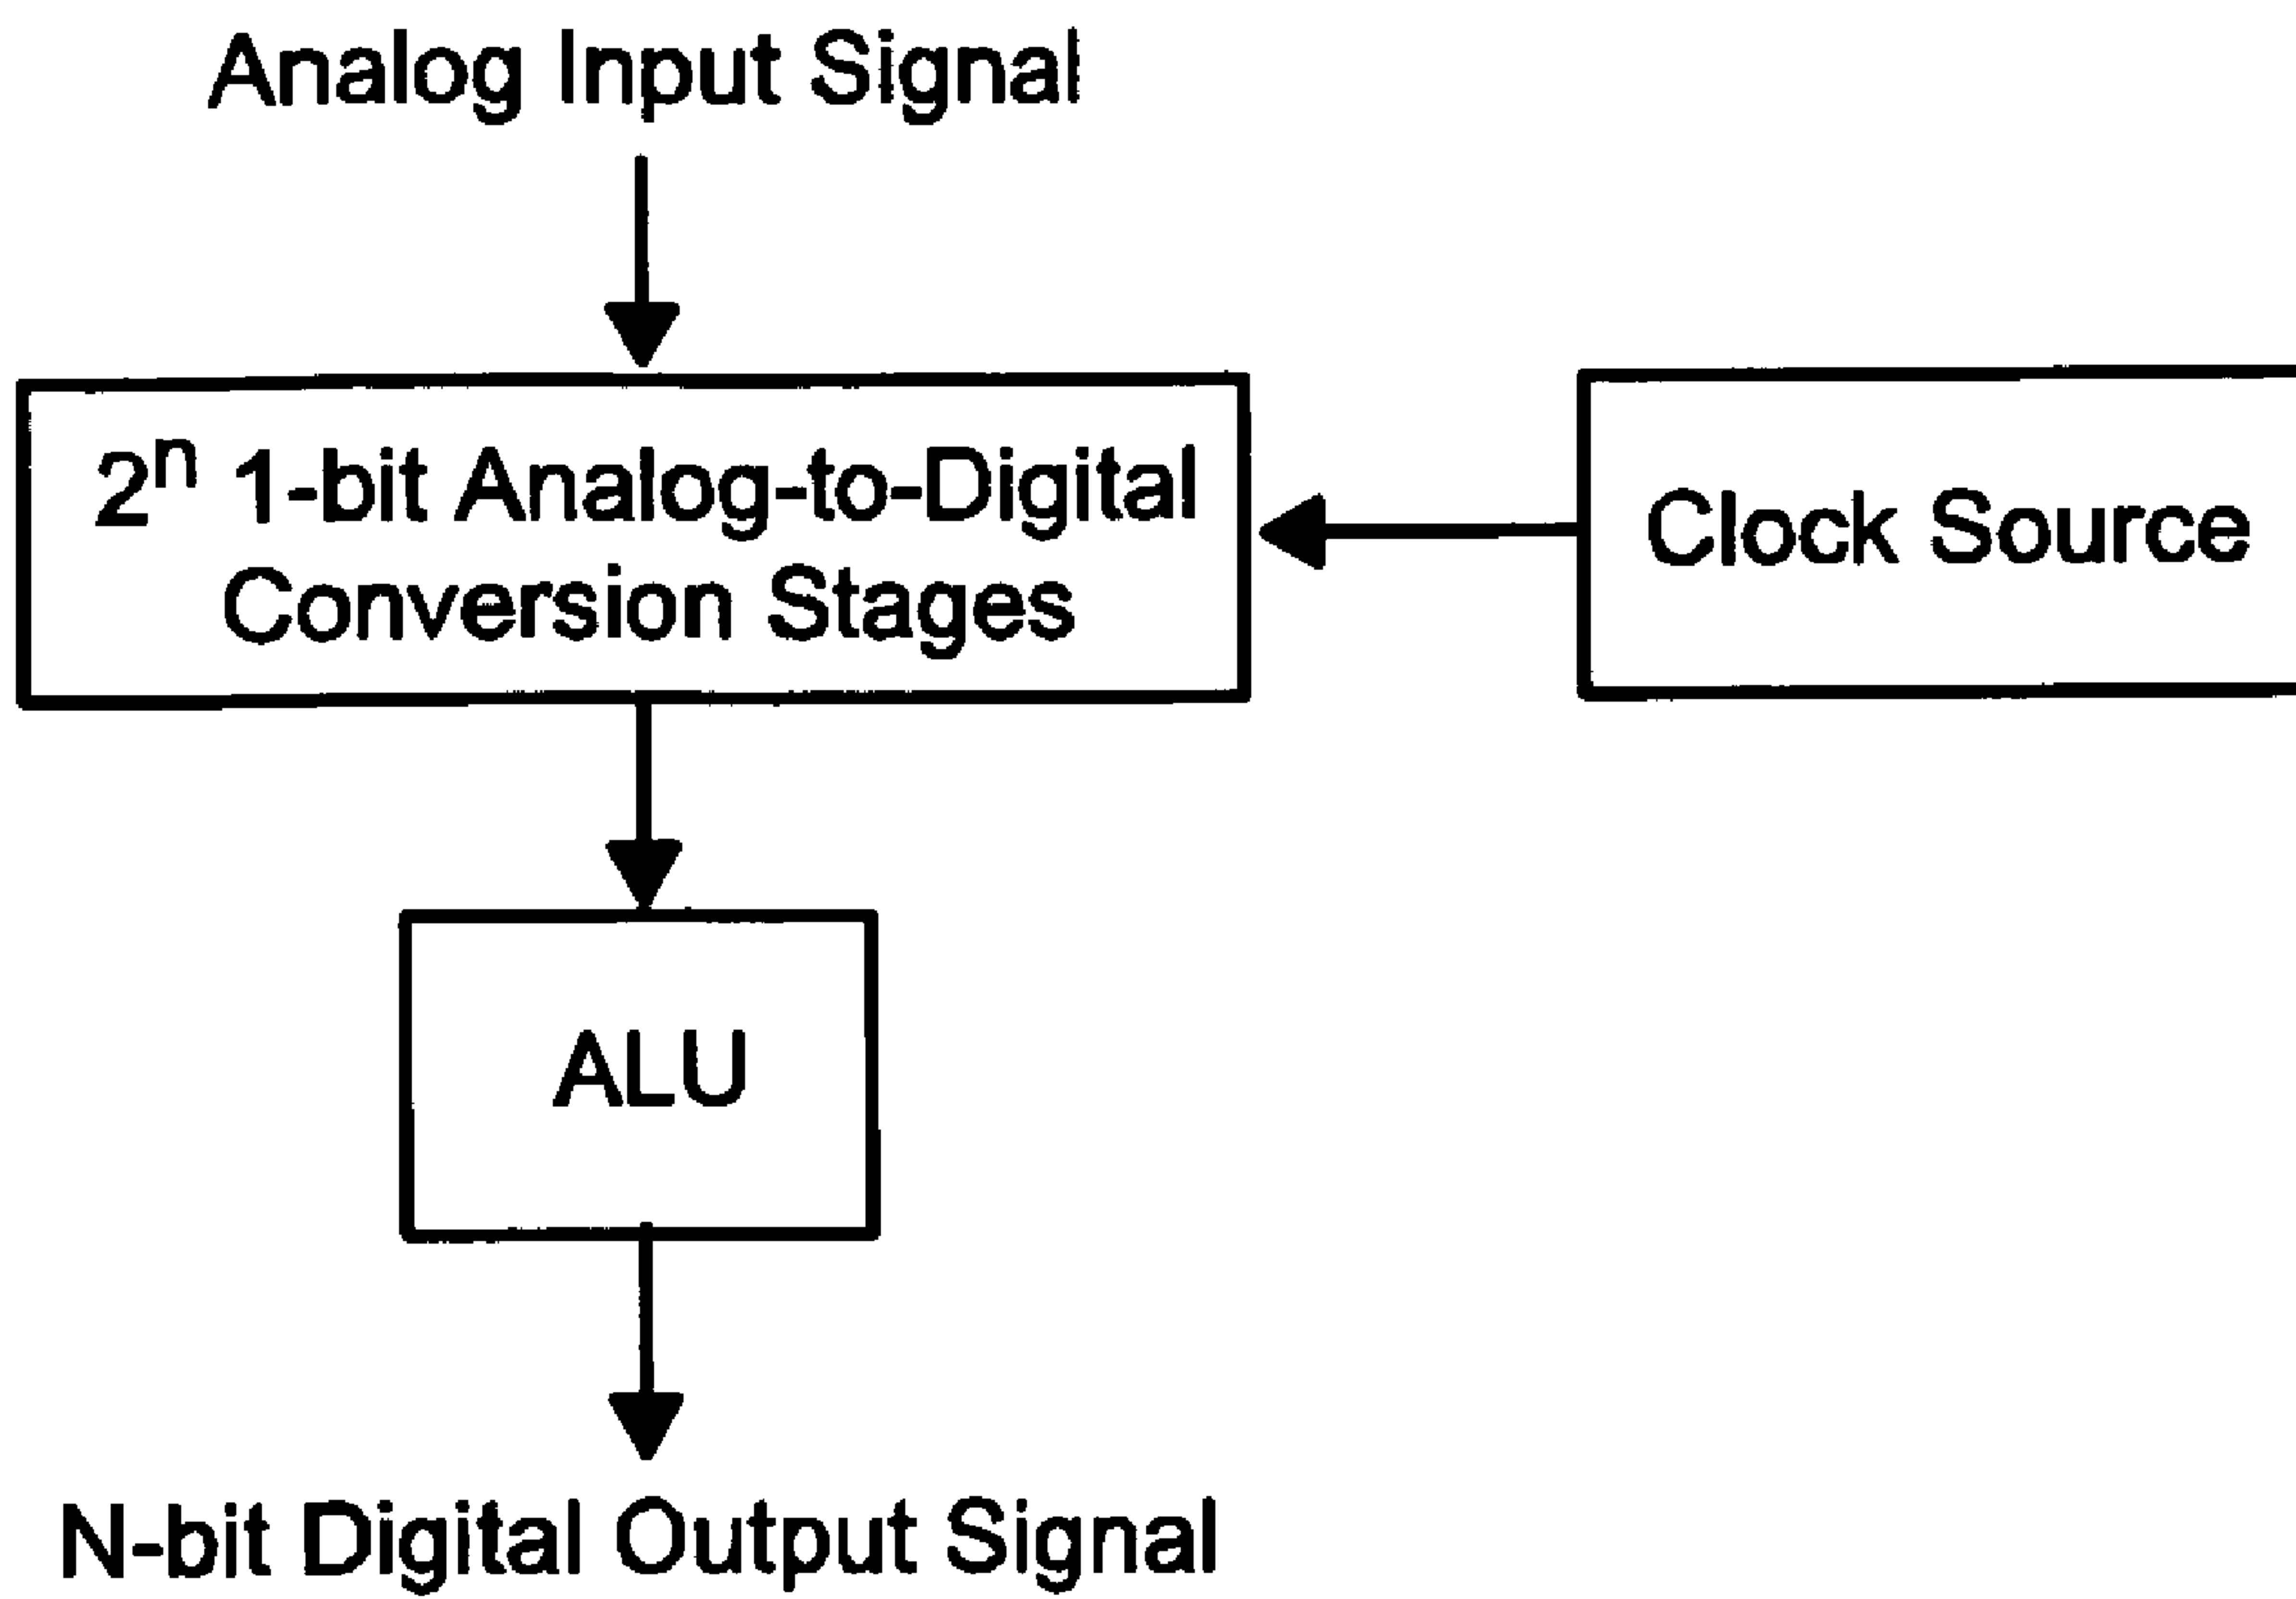 Analog Input Signal
2ⁿ 1-bit Analog-to-Digital
Conversion Stages
Clock Source
ALU
N-bit Digital Output Signal